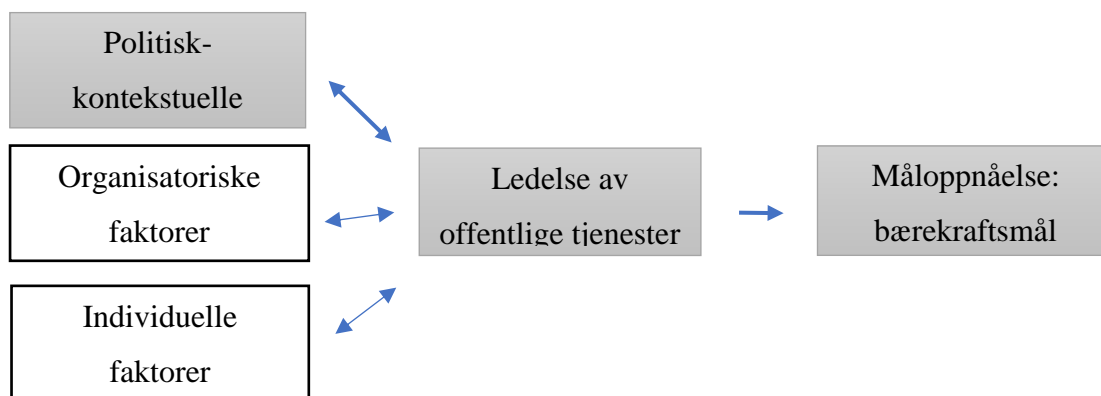 Politisk-
kontekstuelle
Organisatoriske
faktorer
Individuelle
faktorer
Ledelse av
offentlige tjenester
Måloppnåelse:
bærekraftsmål